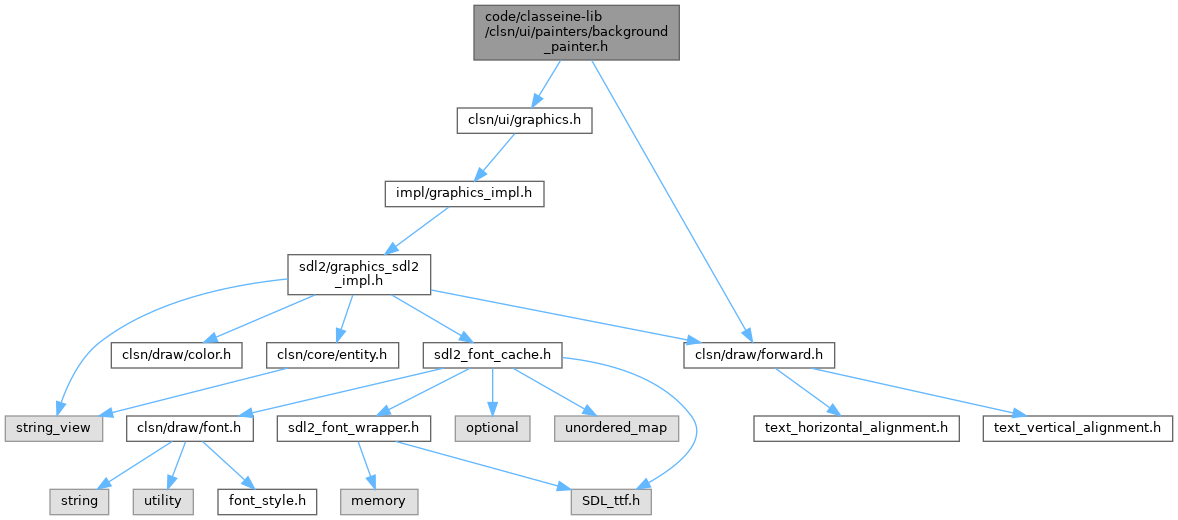 code/classeine-lib
/clsn/ui/painters/background
_painter.h
clsn/ui/graphics.h
impl/graphics_impl.h
sdl2/graphics_sdl2
_impl.h
clsn/draw/color.h
clsn/core/entity.h
sdl2_font_cache.h
clsn/draw/forward.h
string_view
clsn/draw/font.h
sdl2_font_wrapper.h
optional
unordered_map
text_horizontal_alignment.h
text_vertical_alignment.h
string
utility
font_style.h
memory
SDL_ttf.h